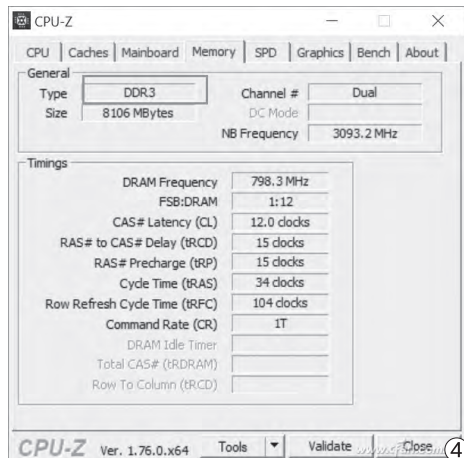 CPU-Z
CPU Caches Mainboard Memory SPD Graphics Bench About
General
Type DDR3 Channel # Dual
Size 8106 MBytes DC Mode
NB Frequency 3093.2 MHz
Timings
DRAM Frequency 798.3 MHz
FSB:DRAM 1:12
CAS# Latency (CL) 12.0 clocks
RAS# to CAS# Delay (tRCD) 15 clocks
RAS# Precharge (tRP) 15 clocks
Cycle Time (tRAS) 34 clocks
Row Refresh Cycle Time (tRFC) 104 clocks
Command Rate (CR) 1T
DRAM Idle Timer
Total CAS# (tRDRAM)
Row To Column (tRCD)
CPU-Z Ver. 1.76.0.x64 Tools Validate Close ④